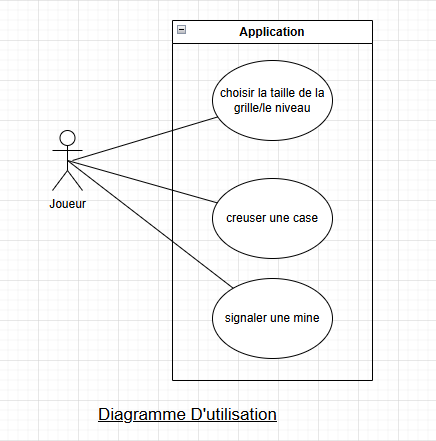 Application
choisir la taille de la
grille/le niveau
Joueur
creuser une case
signaler une mine
Diagramme D'utilisation